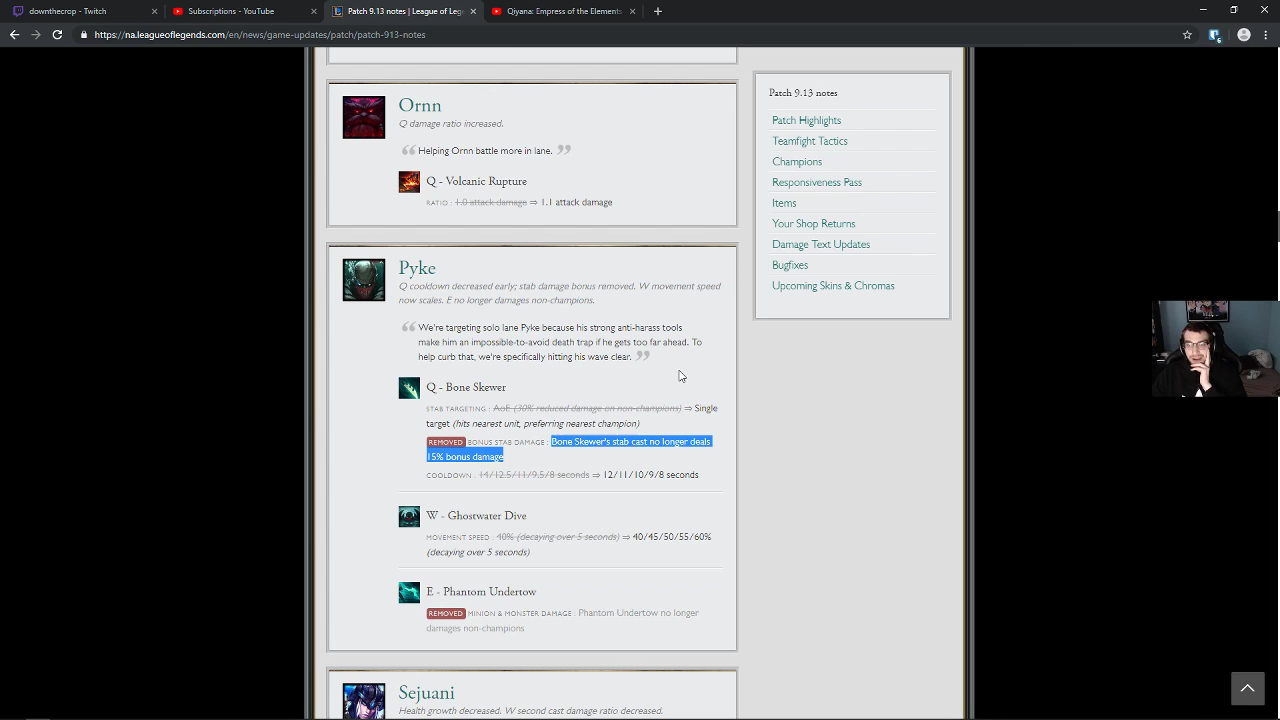 downthecrop - Twitch
Subscriptions - YouTube
Patch 9.13 notes | League of Leg
Qiyana: Empress of the Elements
https://na.leagueoflegends.com/en/news/game-updates/patch/patch-913-notes
Ornn
Q damage ratio increased.
“ Helping Ornn battle more in lane. ”
Q - Volcanic Rupture
RATIO : 1.0 attack damage ⇒ 1.1 attack damage
Pyke
Q cooldown decreased early; stab damage bonus removed. W movement speed
now scales. E no longer damages non-champions.
“ We're targeting solo lane Pyke because his strong anti-harass tools
make him an impossible-to-avoid death trap if he gets too far ahead. To
help curb that, we're specifically hitting his wave clear. ”
Q - Bone Skewer
STAB TARGETING : AoE (30% reduced damage on non-champions) ⇒ Single
target (hits nearest unit, preferring nearest champion)
REMOVED BONUS STAB DAMAGE : Bone Skewer's stab cast no longer deals
15% bonus damage
COOLDOWN : 14/12.5/11/9.5/8 seconds ⇒ 12/11/10/9/8 seconds
W - Ghostwater Dive
MOVEMENT SPEED : 40% (decaying over 5 seconds) ⇒ 40/45/50/55/60%
(decaying over 5 seconds)
E - Phantom Undertow
REMOVED MINION & MONSTER DAMAGE : Phantom Undertow no longer
damages non-champions
Sejuani
Health growth decreased. W second cast damage ratio decreased.
Patch 9.13 notes
Patch Highlights
Teamfight Tactics
Champions
Responsiveness Pass
Items
Your Shop Returns
Damage Text Updates
Bugfixes
Upcoming Skins & Chromas